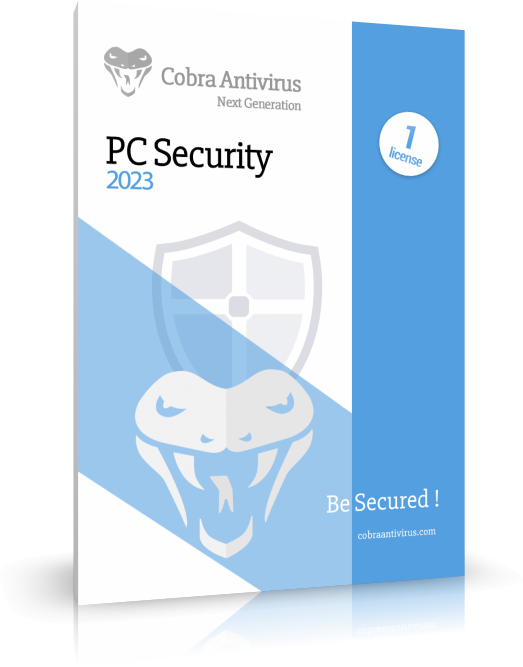 Cobra Antivirus
Next Generation
PC Security
2023
1
license
Be Secured !
cobraantivirus.com